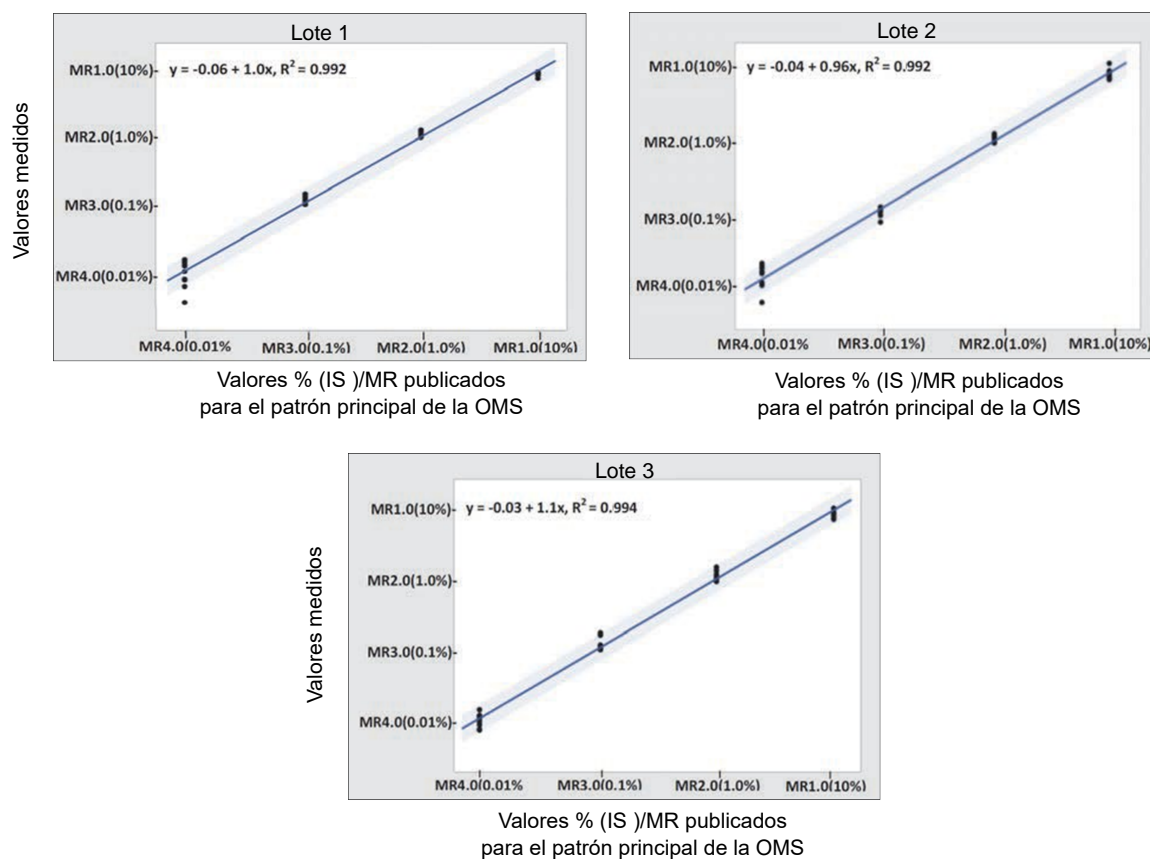 Lote 1
y = -0.06 + 1.0x, R² = 0.992
MR1.0(10%)
MR2.0(1.0%)
MR3.0(0.1%)
MR4.0(0.01%)
Valores medidos
MR4.0(0.01% MR3.0(0.1%) MR2.0(1.0%) MR1.0(10%)
Valores % (IS )/MR publicados
para el patrón principal de la OMS
Lote 2
y = -0.04 + 0.96x, R² = 0.992
MR1.0(10%)
MR2.0(1.0%)
MR3.0(0.1%)
MR4.0(0.01%)
MR4.0(0.01% MR3.0(0.1%) MR2.0(1.0%) MR1.0(10%)
Valores % (IS )/MR publicados
para el patrón principal de la OMS
Lote 3
y = -0.03 + 1.1x, R² = 0.994
MR1.0(10%)
MR2.0(1.0%)
MR3.0(0.1%)
MR4.0(0.01%)
Valores medidos
MR4.0(0.01% MR3.0(0.1%) MR2.0(1.0%) MR1.0(10%)
Valores % (IS )/MR publicados
para el patrón principal de la OMS